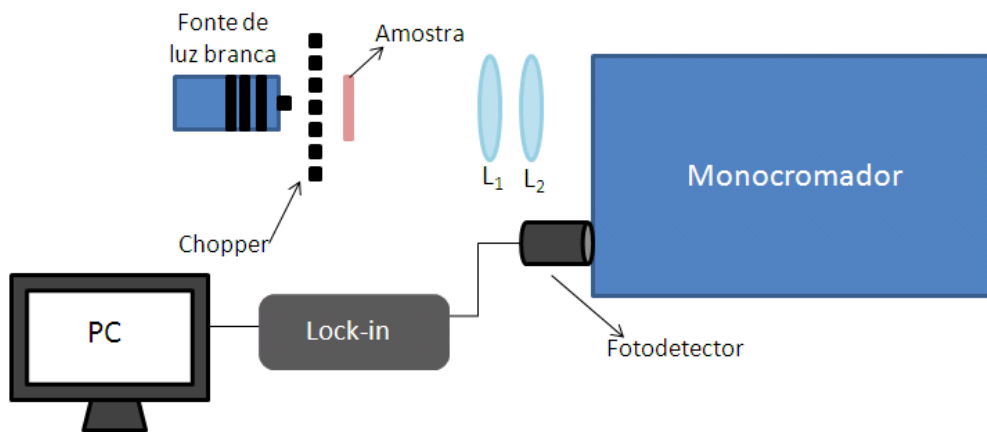 Fonte de
luz branca
Amostra
L1
L2
Monocromador
Chopper
PC
Lock-in
Fotodetector